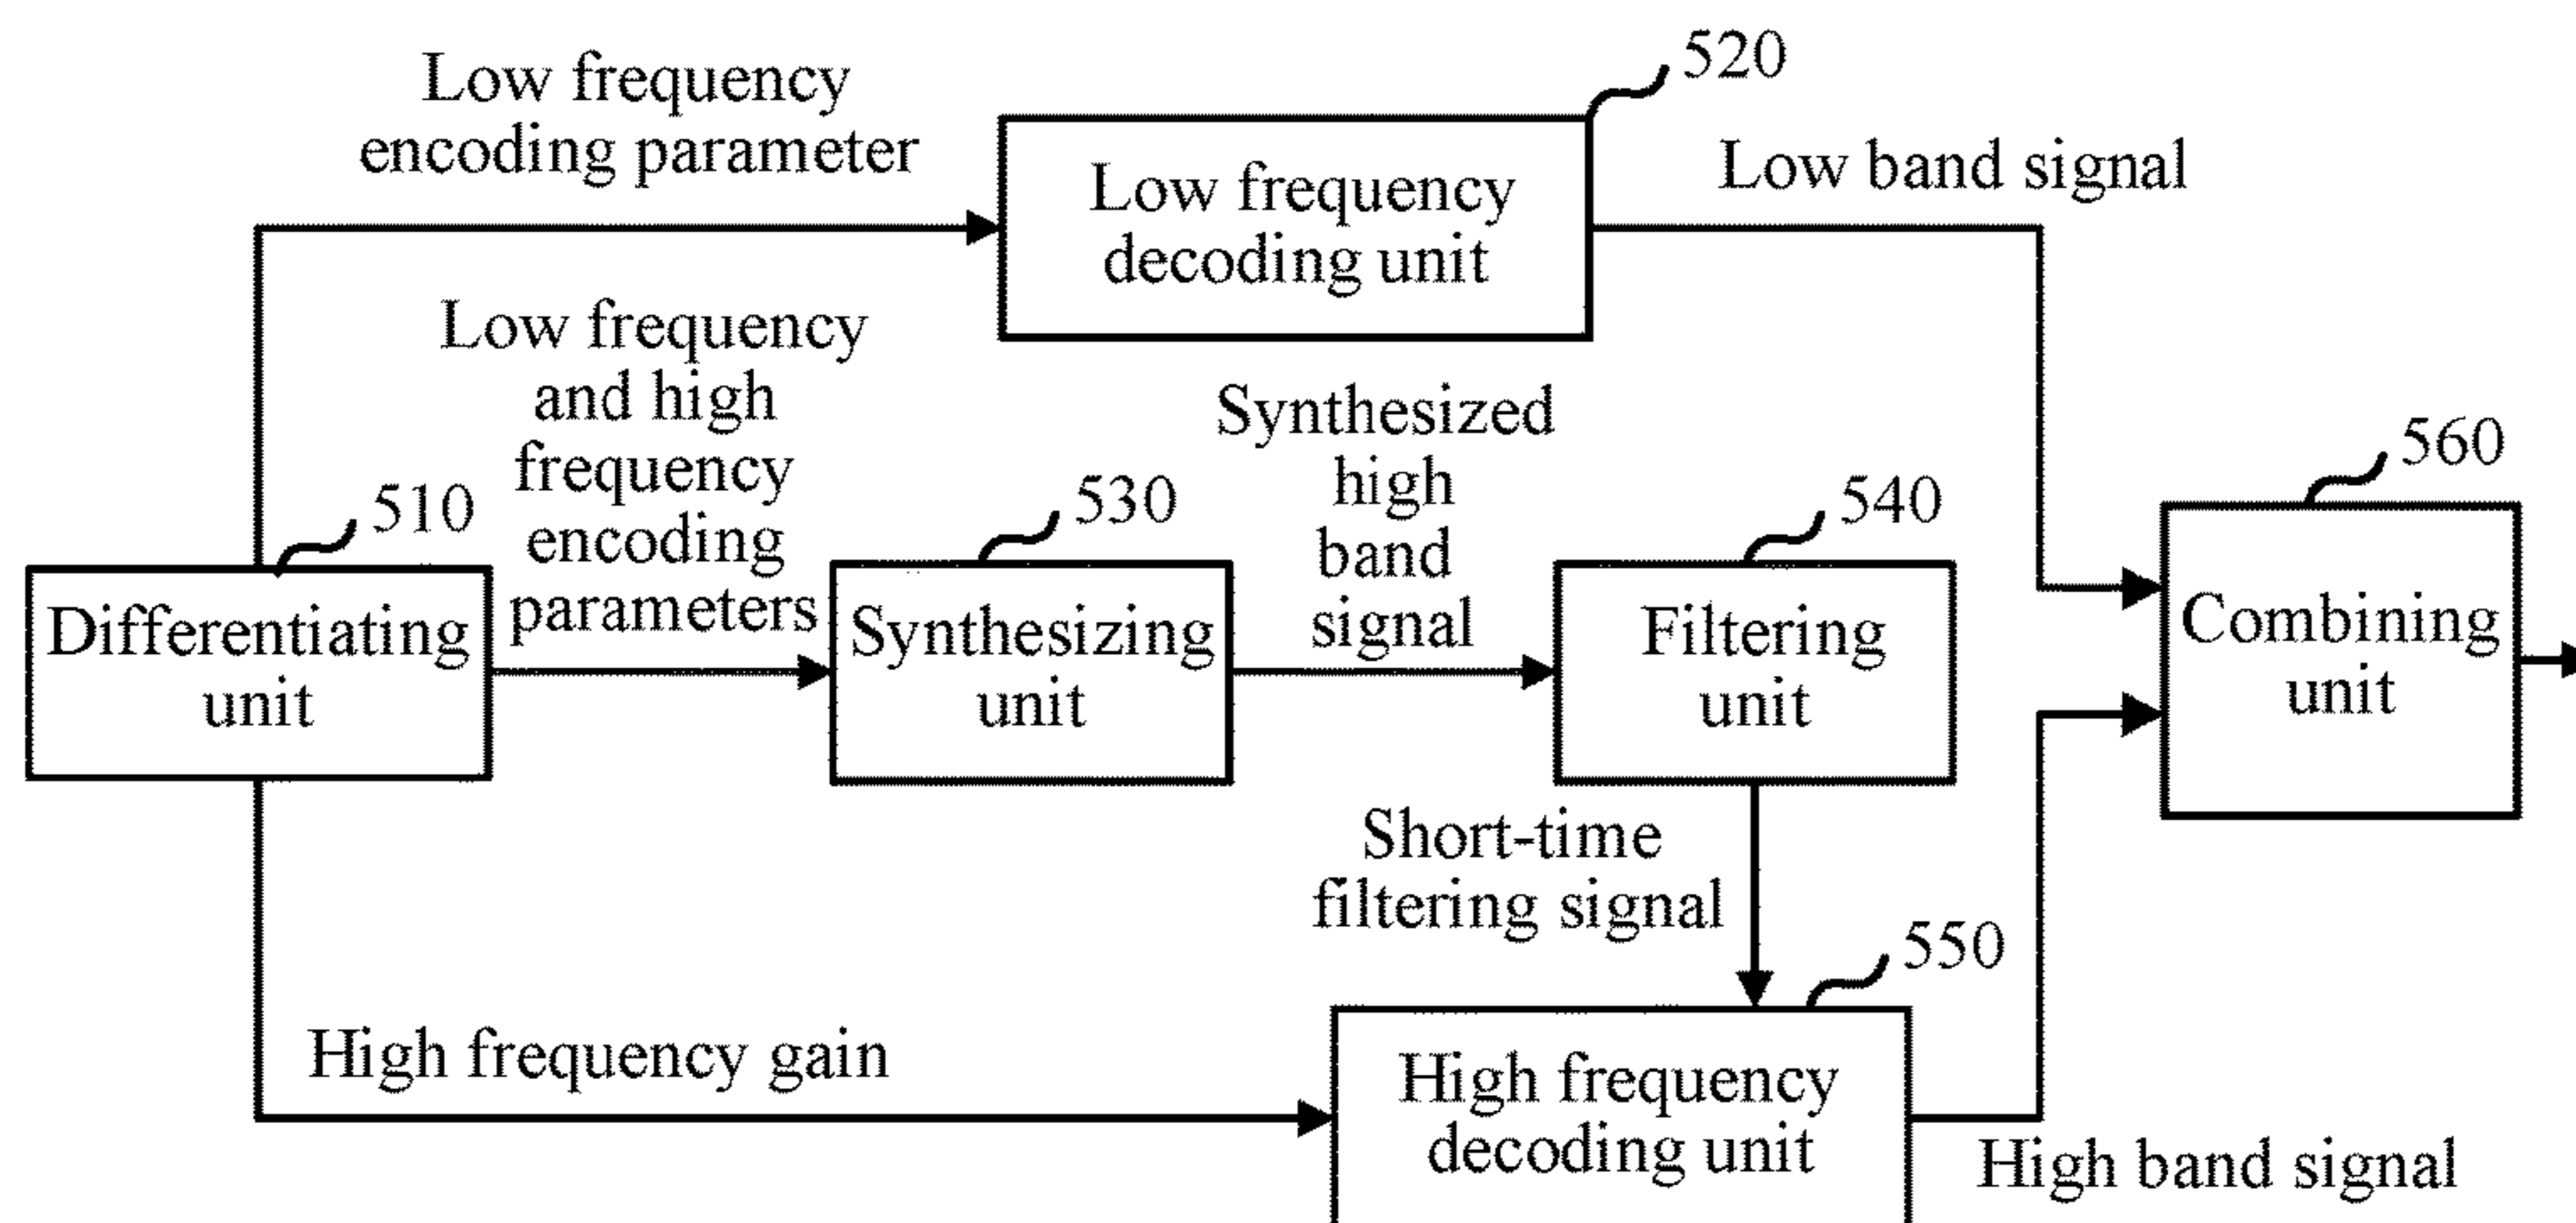 Low frequency
encoding parameter
520
Low frequency
decoding unit
Low band signal
Low frequency
and high
frequency
encoding
parameters
Synthesized
high
band
signal
510
Differentiating
unit
530
Synthesizing
unit
540
Filtering
unit
560
Combining
unit
Short-time
filtering signal
550
High frequency gain
High frequency
decoding unit
High band signal